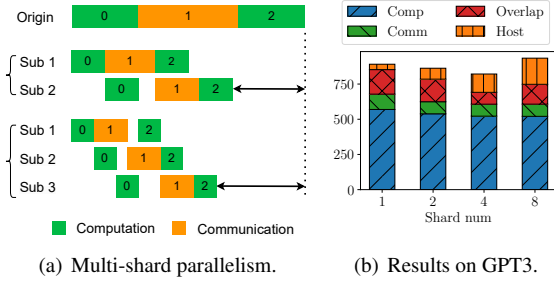 Origin 0 1 2
Sub 1 0 1 2
Sub 2 0 1 2
Sub 1 0 1 2
Sub 2 0 1 2
Sub 3 0 1 2
Computation Communication
(a) Multi-shard parallelism.
Comp Overlap
Comm Host
750
500
250
0
1 2 4 8
Shard num
(b) Results on GPT3.